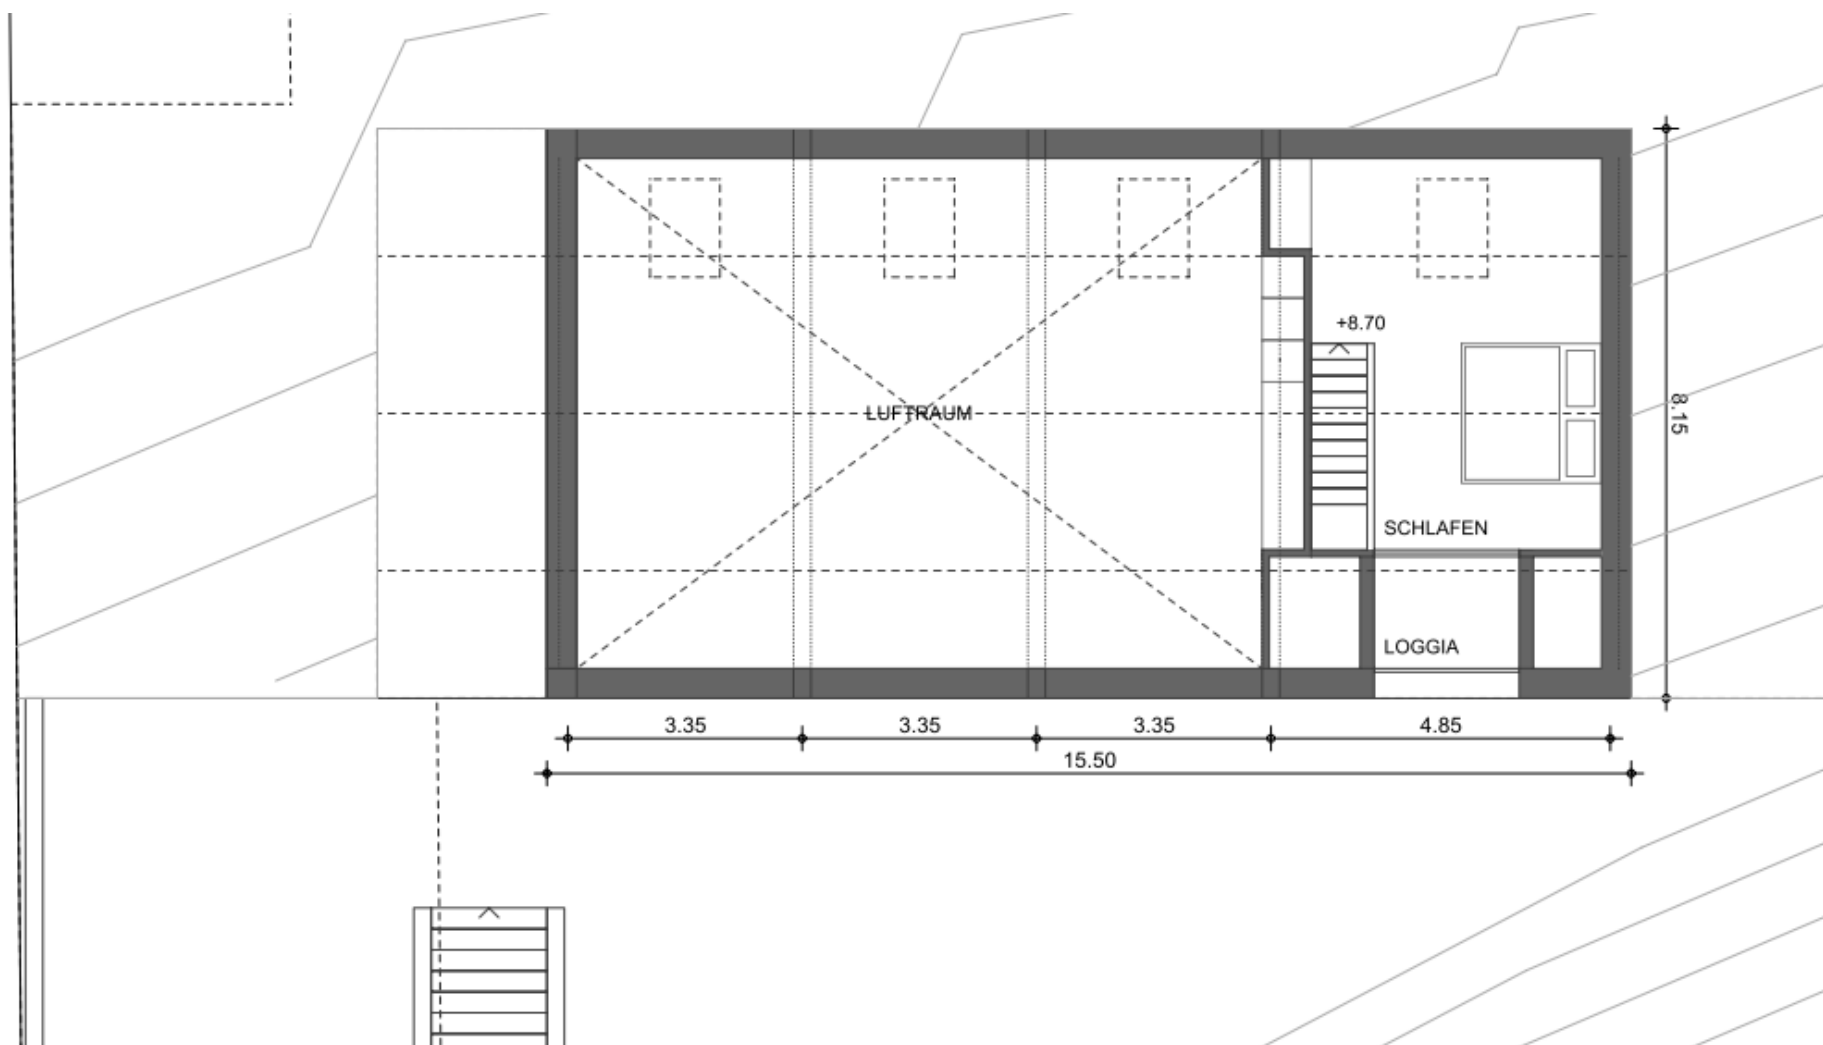 +8.70
LUFTRAUM
8.15
SCHLAFEN
LOGGIA
3.35 3.35 3.35 4.85
15.50